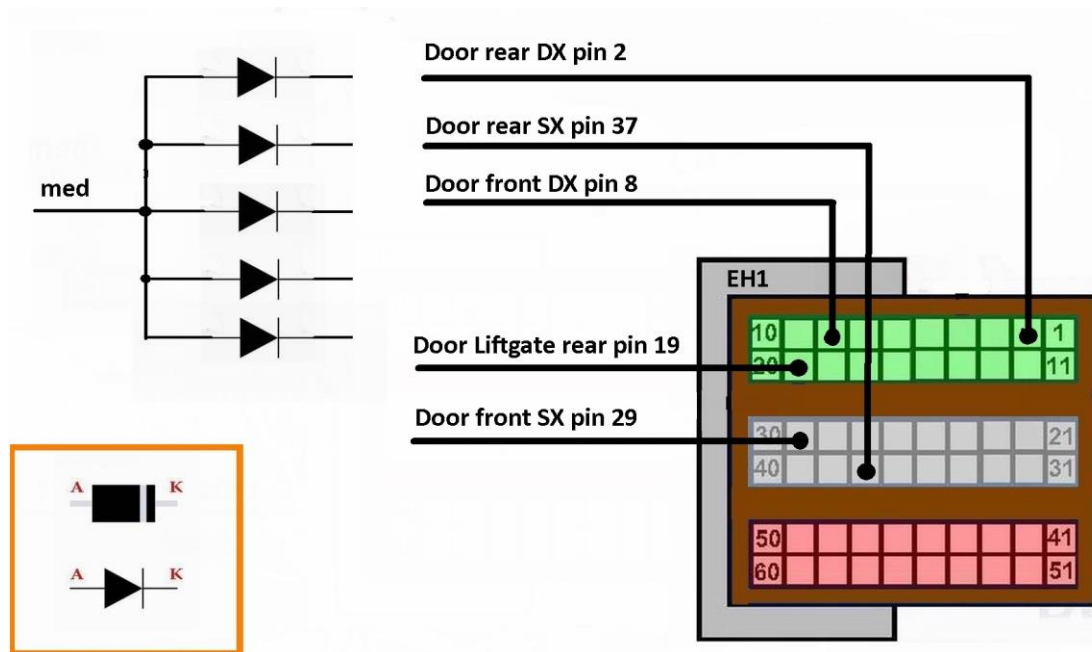 Door rear DX pin 2
Door rear SX pin 37
med
Door front DX pin 8
EH1
10 1
Door Liftgate rear pin 19
20 11
Door front SX pin 29
30 21
40 31
A K
50 41
60 51
A K